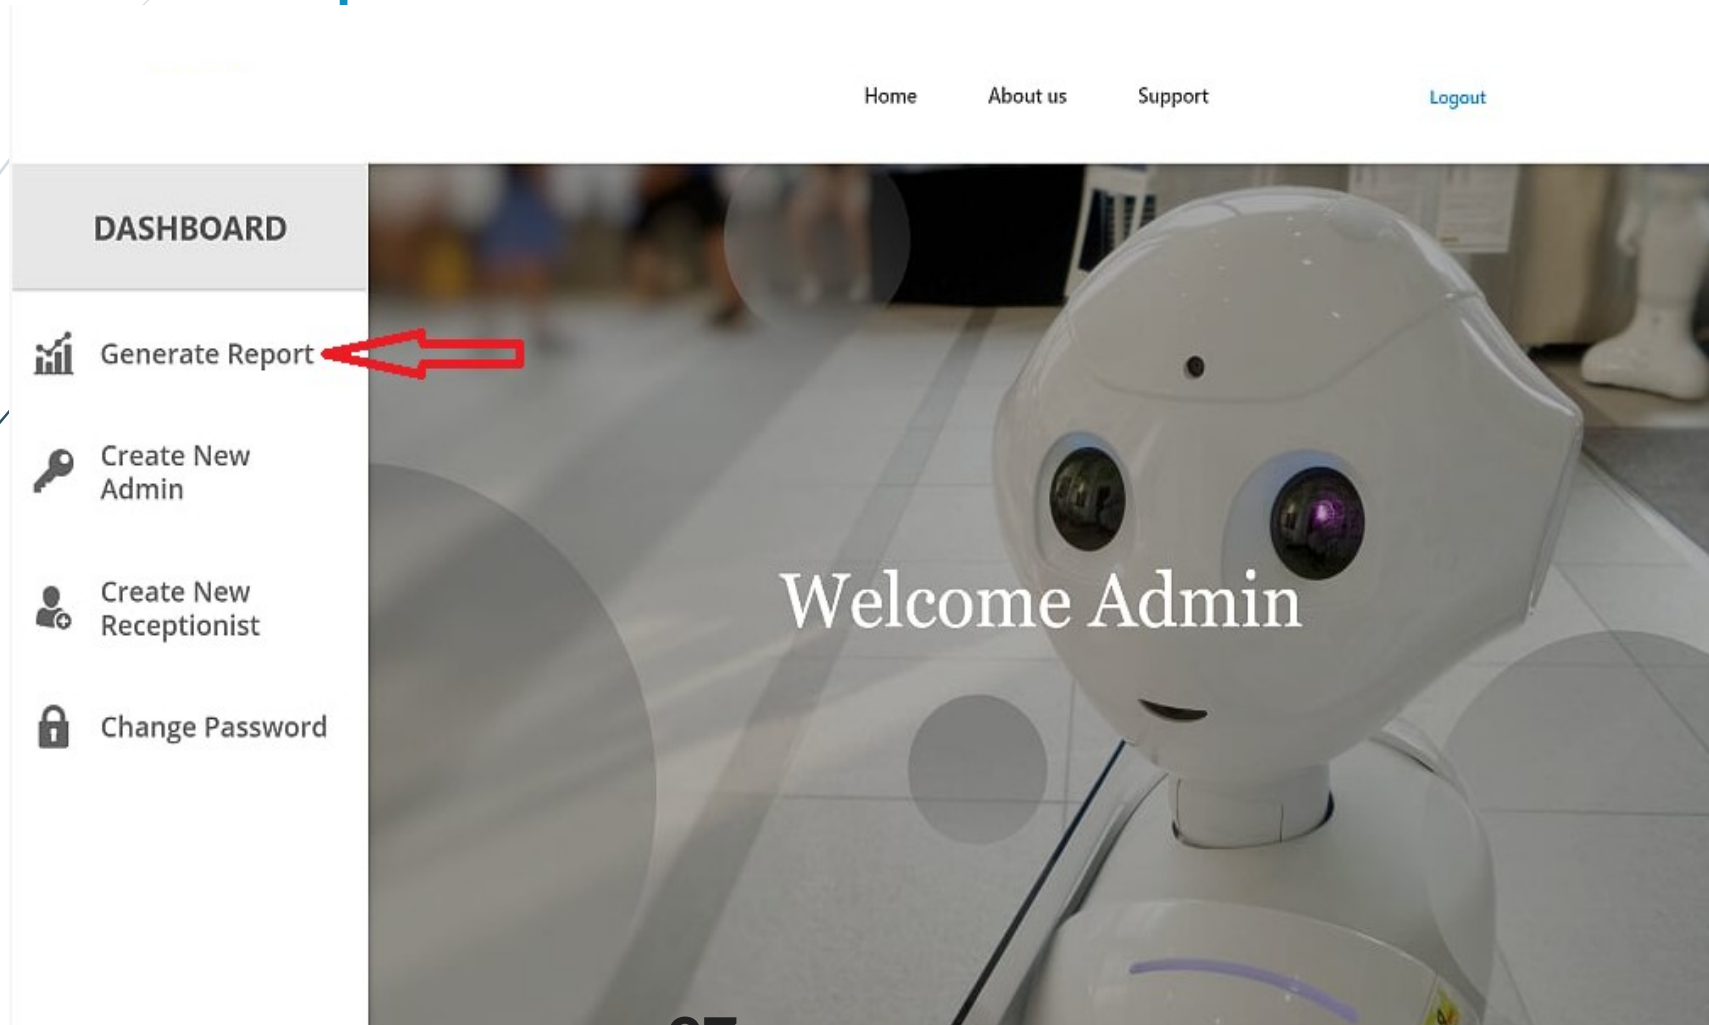 Home About us Support Logout
DASHBOARD
Generate Report
Create New
Admin
Create New
Receptionist
Change Password
Welcome Admin